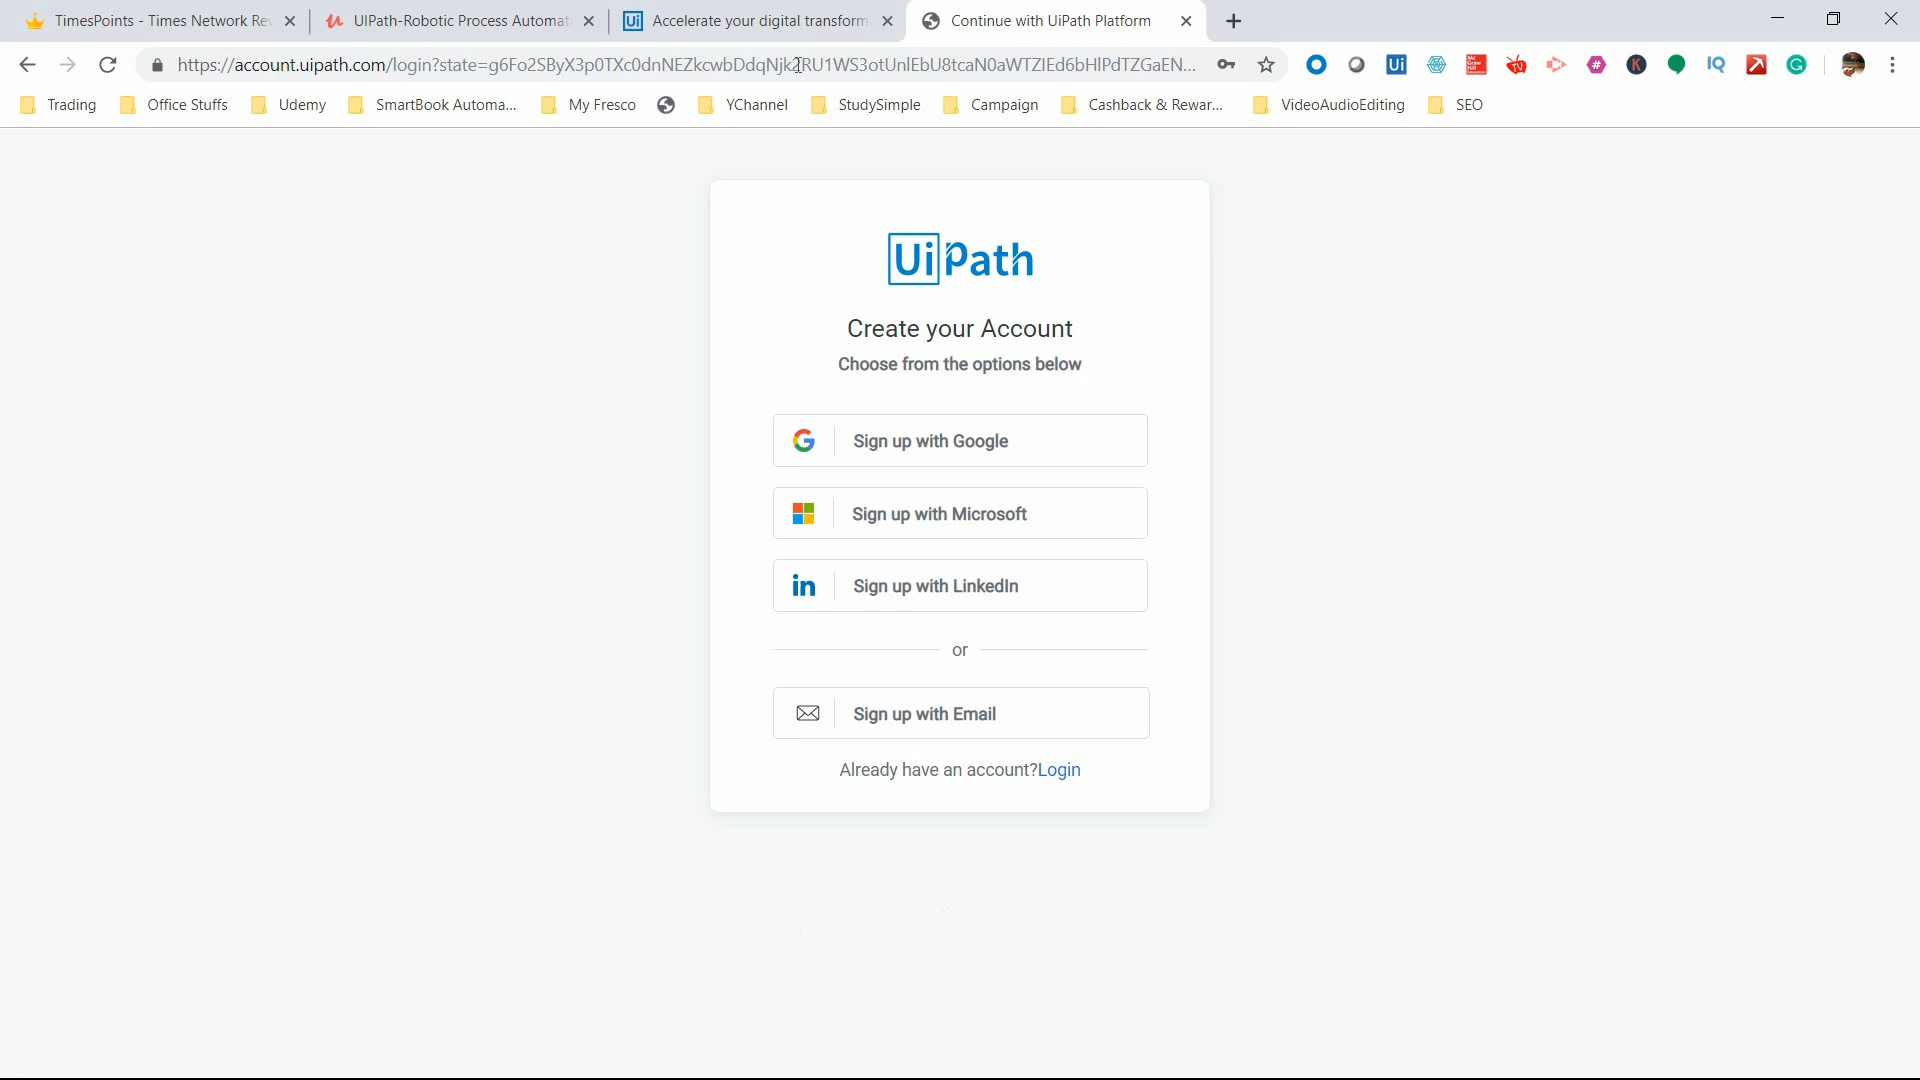 TimesPoints - Times Network Re
UIPath-Robotic Process Automat
Ui
Accelerate your digital transform
Continue with UiPath Platform
https://account.uipath.com/login?state=g6Fo2SByX3p0TXc0dnNEZkcwbDdqNjk2RU1WS3otUnlEbU8tcaN0aWTZIEd6bHlPdTZGaEN...
Trading
Office Stuffs
Udemy
SmartBook Automa...
My Fresco
YChannel
StudySimple
Campaign
Cashback & Rewar...
VideoAudioEditing
SEO
UiPath
Create your Account
Choose from the options below
Sign up with Google
Sign up with Microsoft
in
Sign up with LinkedIn
or
Sign up with Email
Already have an account?Login